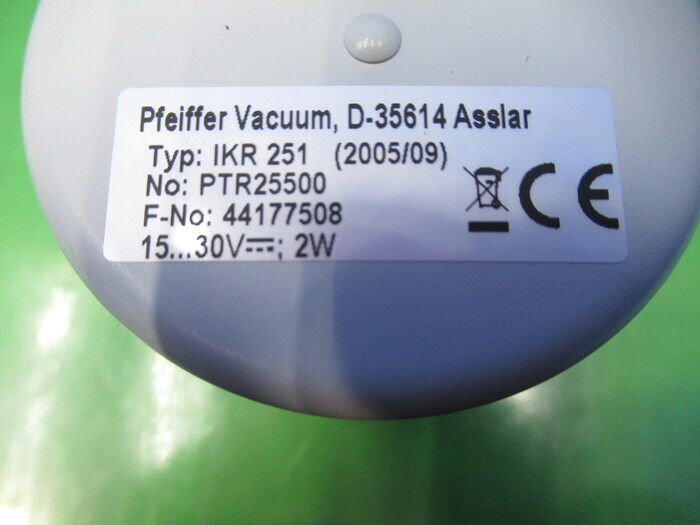 Pfeiffer Vacuum, D-35614 Asslar
Typ: IKR 251 (2005/09)
No: PTR25500
F-No: 44177508
15...30V⎓; 2W
CE